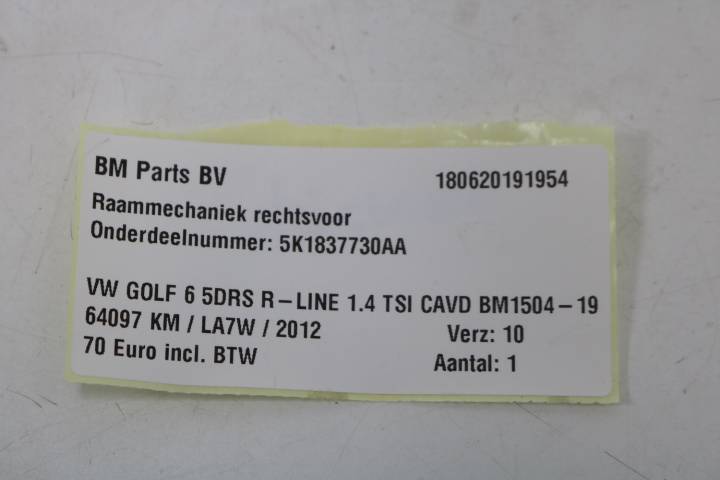 BM Parts BV 180620191954
Raammechaniek rechtsvoor
Onderdeelnummer: 5K1837730AA
VW GOLF 6 5DRS R-LINE 1.4 TSI CAVD BM1504-19
64097 KM / LA7W / 2012 Verz: 10
70 Euro incl. BTW Aantal: 1